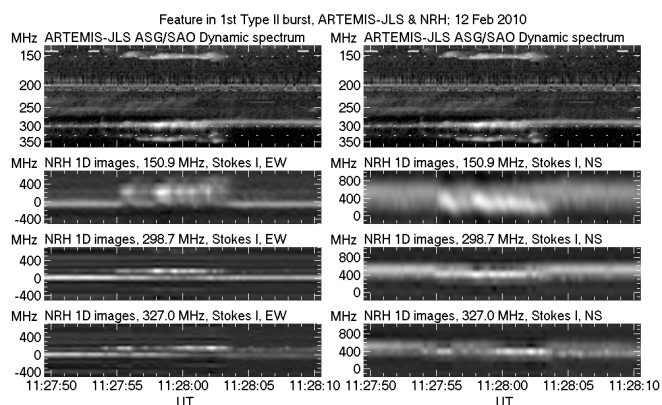 Feature in 1st Type II burst, ARTEMIS-JLS & NRH; 12 Feb 2010
MHz ARTEMIS-JLS ASG/SAO Dynamic spectrum
150
200
250
300
350
MHz ARTEMIS-JLS ASG/SAO Dynamic spectrum
150
200
250
300
350
MHz NRH 1D images, 150.9 MHz, Stokes I, EW
400
0
-400
MHz NRH 1D images, 150.9 MHz, Stokes I, NS
800
400
0
MHz NRH 1D images, 298.7 MHz, Stokes I, EW
400
0
-400
MHz NRH 1D images, 298.7 MHz, Stokes I, NS
800
400
0
MHz NRH 1D images, 327.0 MHz, Stokes I, EW
400
0
-400
MHz NRH 1D images, 327.0 MHz, Stokes I, NS
800
400
0
11:27:50 11:27:55 11:28:00 11:28:05 11:28:10
UT
11:27:50 11:27:55 11:28:00 11:28:05 11:28:10
UT